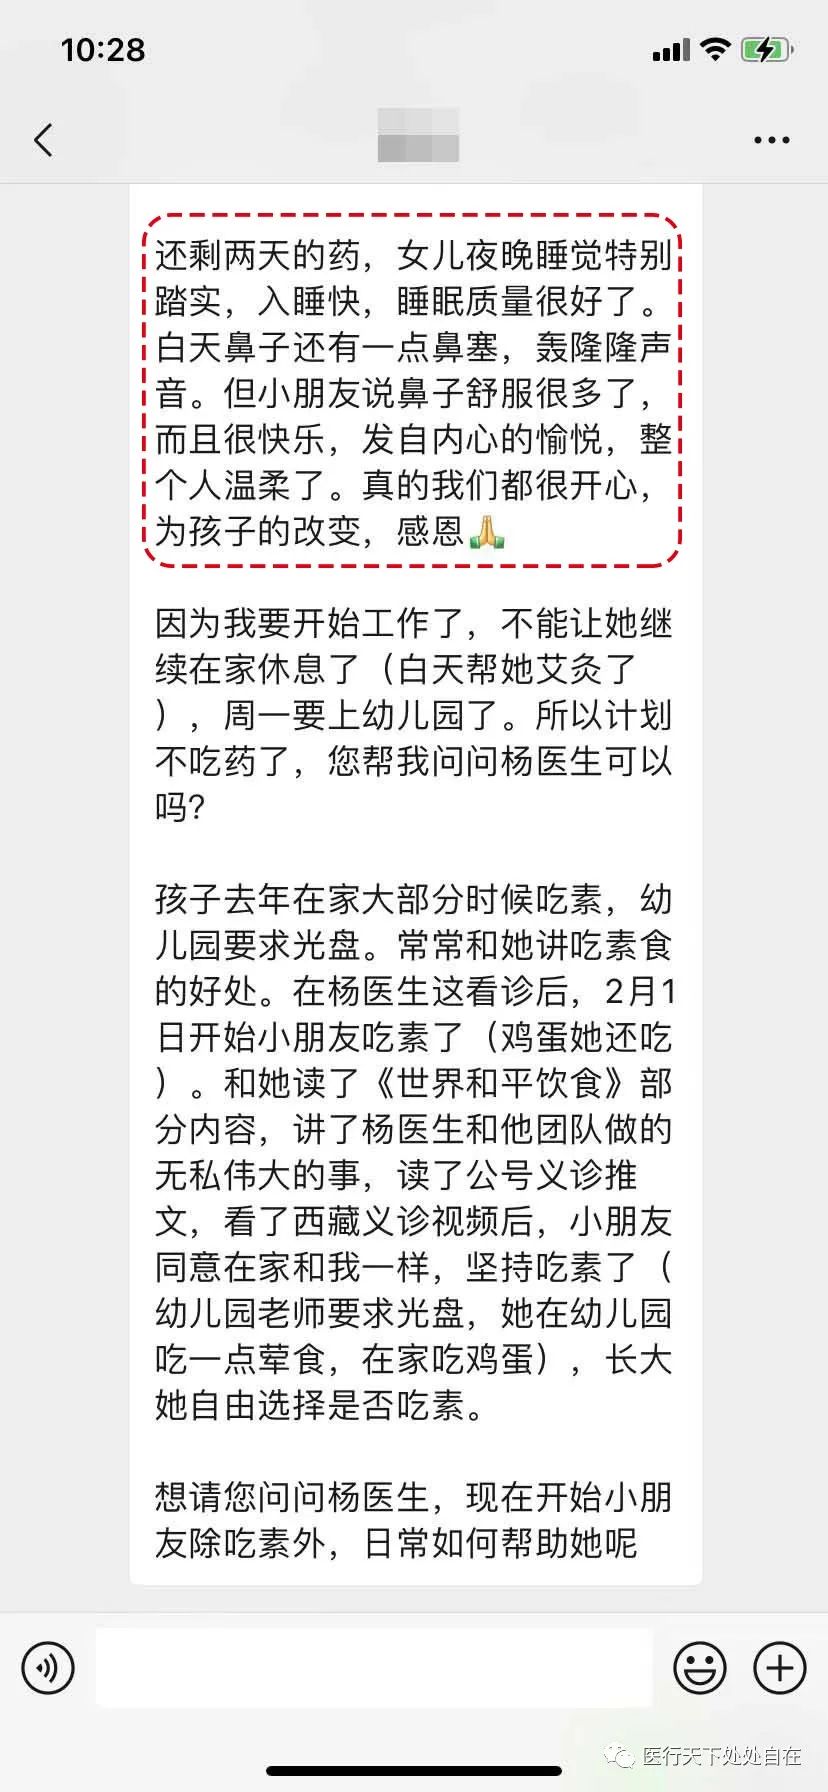 10:28
还剩两天的药，女儿夜晚睡觉特别
踏实，入睡快，睡眠质量很好了。
白天鼻子还有一点鼻塞，轰隆隆声
音。但小朋友说鼻子舒服很多了，
而且很快乐，发自内心的愉悦，整
个人温柔了。真的我们都很开心，
为孩子的改变，感恩🙏
因为我要开始工作了，不能让她继
续在家休息了（白天帮她艾灸了
），周一要上幼儿园了。所以计划
不吃药了，您帮我问问杨医生可以
吗?
孩子去年在家大部分时候吃素，幼
儿园要求光盘。常常和她讲吃素食
的好处。在杨医生这看诊后，2月1
日开始小朋友吃素了（鸡蛋她还吃
）。和她读了《世界和平饮食》部
分内容，讲了杨医生和他团队做的
无私伟大的事，读了公号义诊推
文，看了西藏义诊视频后，小朋友
同意在家和我一样，坚持吃素了（
幼儿园老师要求光盘，她在幼儿园
吃一点荤食，在家吃鸡蛋），长大
她自由选择是否吃素。
想请您问问杨医生，现在开始小朋
友除吃素外，日常如何帮助她呢
医行天下处处自在